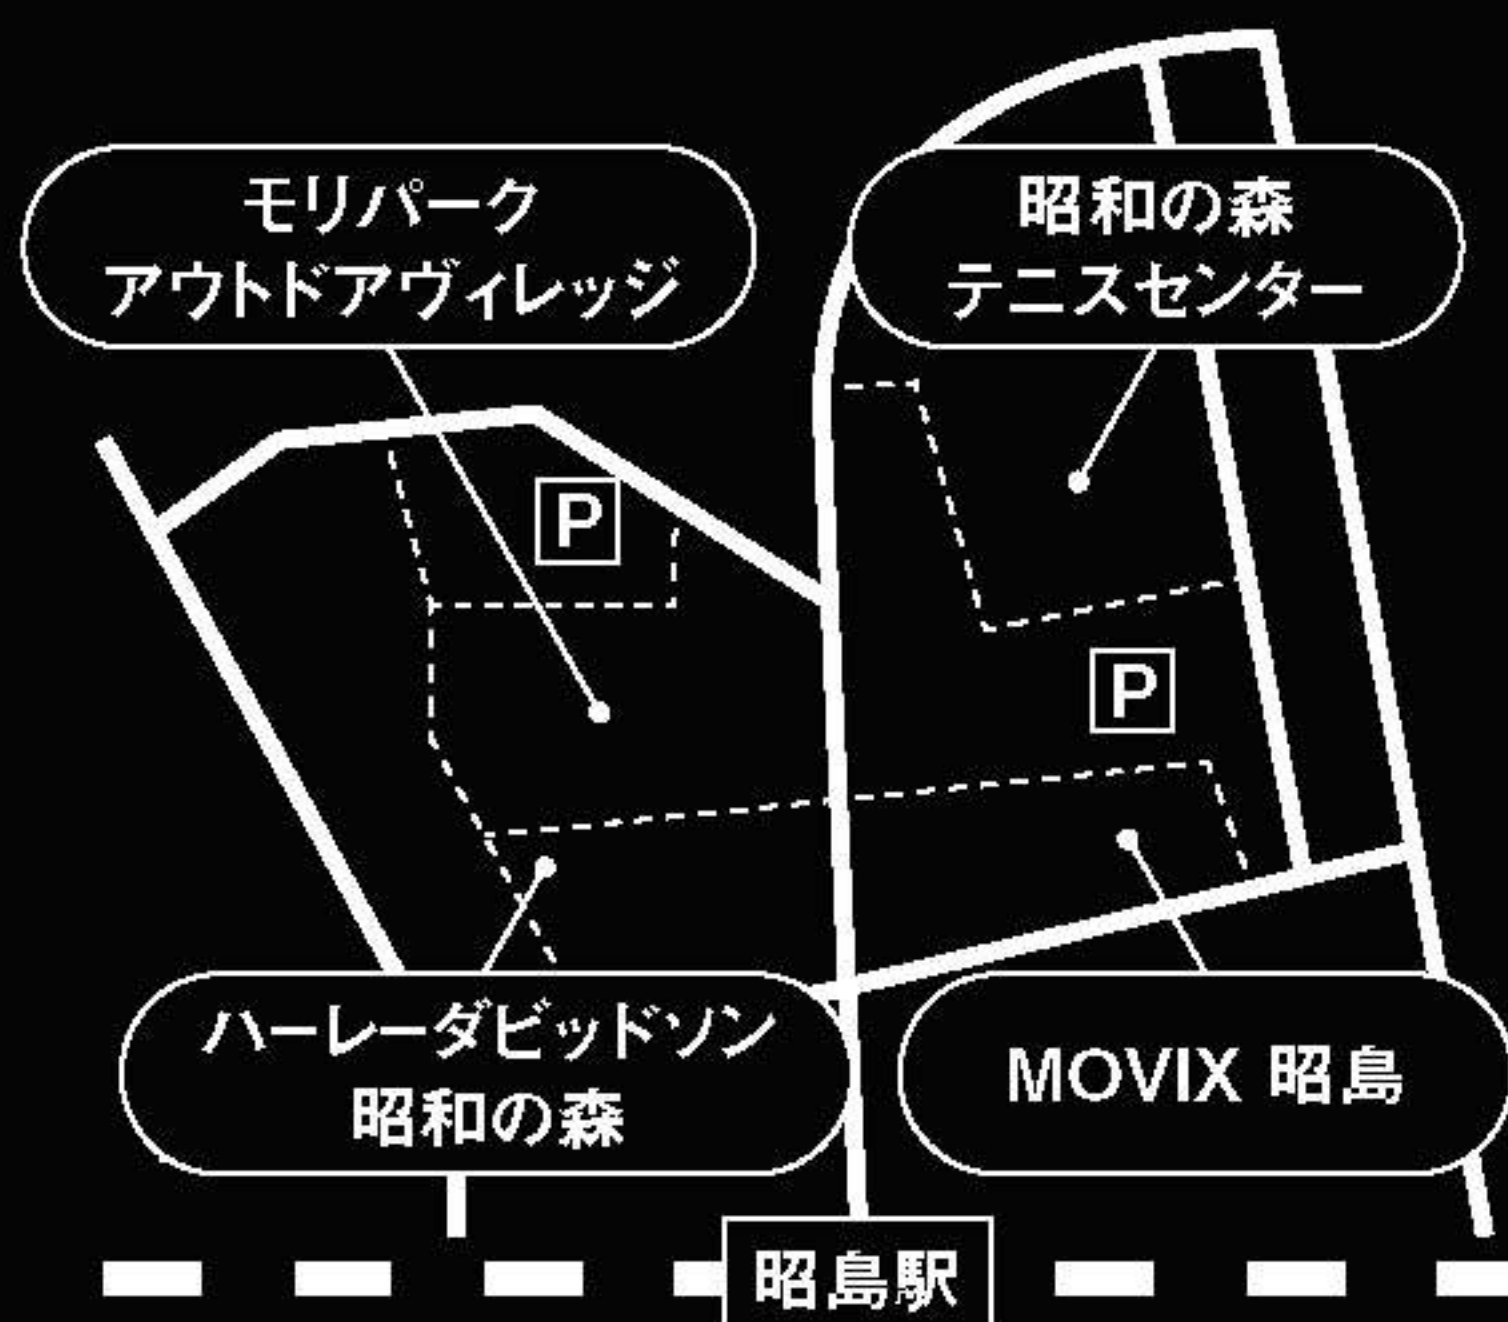 モリパーク
アウトドアヴィレッジ
昭和の森
テニスセンター
P
P
ハーレーダビッドソン
昭和の森
MOVIX 昭島
昭島駅